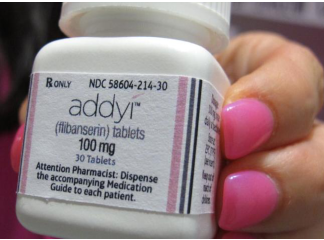 ℞ ONLY NDC 58604-214-30
addyi™
(flibanserin) tablets
100 mg
30 Tablets
Attention Pharmacist: Dispense
the accompanying Medication
Guide to each patient.